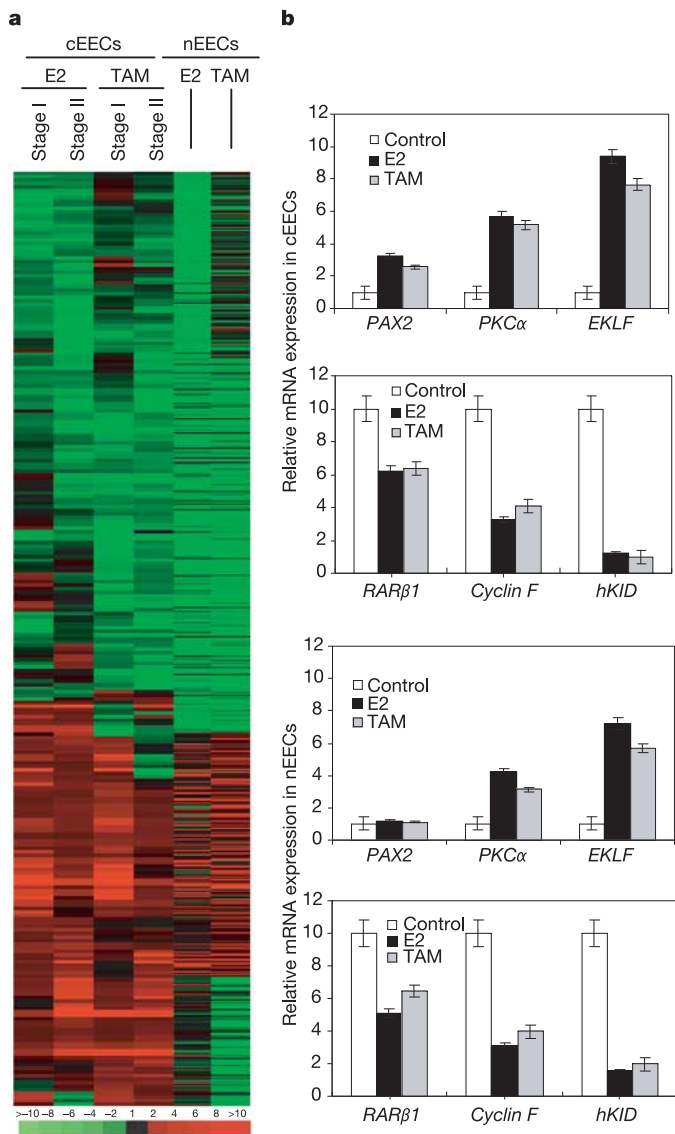 a
cEECs nEECs
E2 TAM E2 TAM
Stage I Stage II Stage I Stage II
>–10 –8 –6 –4 –2 1 2 4 6 8 >10
b
Relative mRNA expression in cEECs
12
10
8
6
4
2
0
Control
E2
TAM
PAX2 PKCα EKLF
12
10
8
6
4
2
0
Control
E2
TAM
RARβ1 Cyclin F hKID
Relative mRNA expression in nEECs
12
10
8
6
4
2
0
Control
E2
TAM
PAX2 PKCα EKLF
12
10
8
6
4
2
0
Control
E2
TAM
RARβ1 Cyclin F hKID